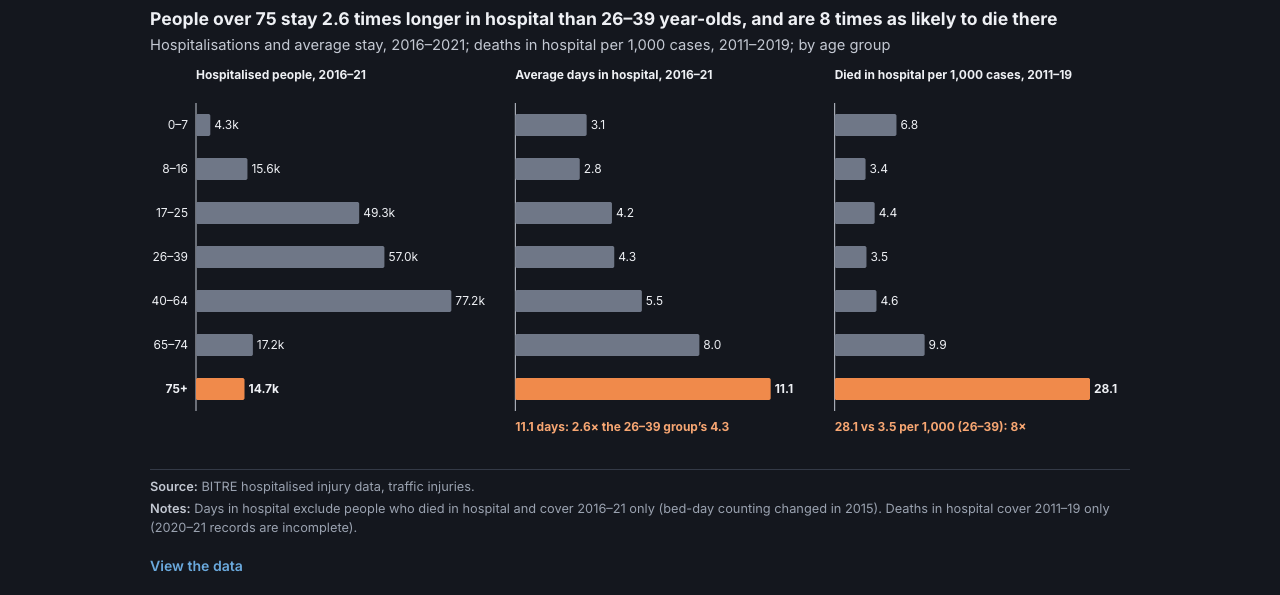 People over 75 stay 2.6 times longer in hospital than 26–39 year-olds, and are 8 times as likely to die there
Hospitalisations and average stay, 2016–2021; deaths in hospital per 1,000 cases, 2011–2019; by age group
Hospitalised people, 2016–21
Average days in hospital, 2016–21
Died in hospital per 1,000 cases, 2011–19
0–7 4.3k 3.1 6.8
8–16 15.6k 2.8 3.4
17–25 49.3k 4.2 4.4
26–39 57.0k 4.3 3.5
40–64 77.2k 5.5 4.6
65–74 17.2k 8.0 9.9
75+ 14.7k 11.1 28.1
11.1 days: 2.6× the 26–39 group’s 4.3
28.1 vs 3.5 per 1,000 (26–39): 8×
Source: BITRE hospitalised injury data, traffic injuries.
Notes: Days in hospital exclude people who died in hospital and cover 2016–21 only (bed-day counting changed in 2015). Deaths in hospital cover 2011–19 only
(2020–21 records are incomplete).
View the data